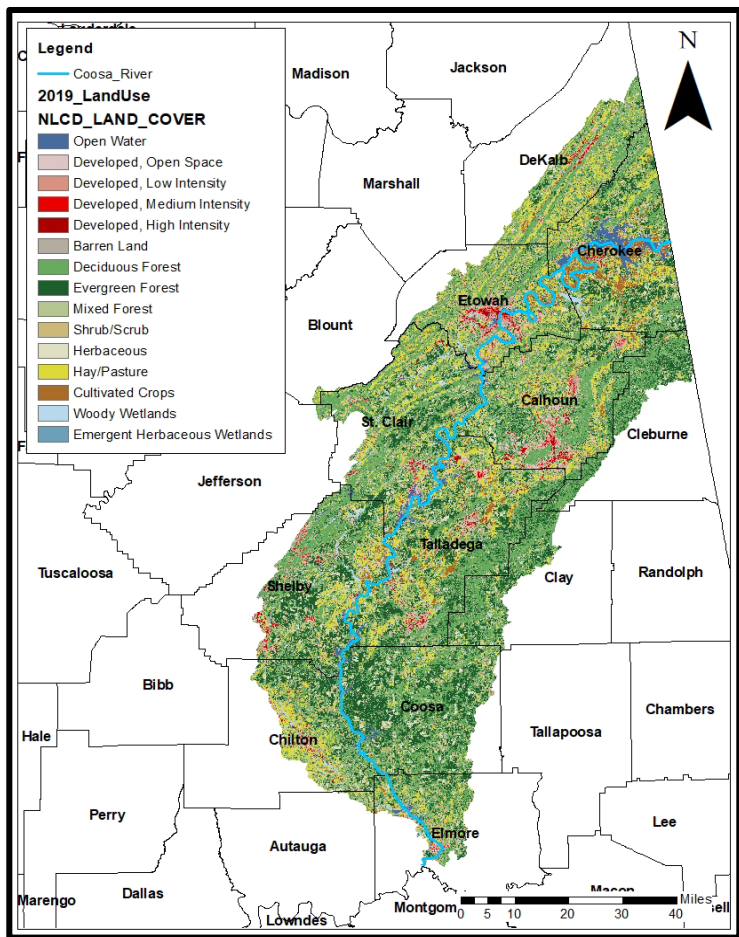 Lauderdale
Legend
Coosa_River
2019_LandUse
NLCD_LAND_COVER
Open Water
Developed, Open Space
Developed, Low Intensity
Developed, Medium Intensity
Developed, High Intensity
Barren Land
Deciduous Forest
Evergreen Forest
Mixed Forest
Shrub/Scrub
Herbaceous
Hay/Pasture
Cultivated Crops
Woody Wetlands
Emergent Herbaceous Wetlands
N
Madison
Jackson
DeKalb
Marshall
Cherokee
Etowah
Blount
Calhoun
St. Clair
Cleburne
Jefferson
Talladega
Tuscaloosa
Clay
Randolph
Shelby
Bibb
Coosa
Chambers
Hale
Tallapoosa
Chilton
Perry
Lee
Elmore
Autauga
Dallas
Marengo
Macon
Montgom
Lowndes
sell
Miles
0 5 10 20 30 40